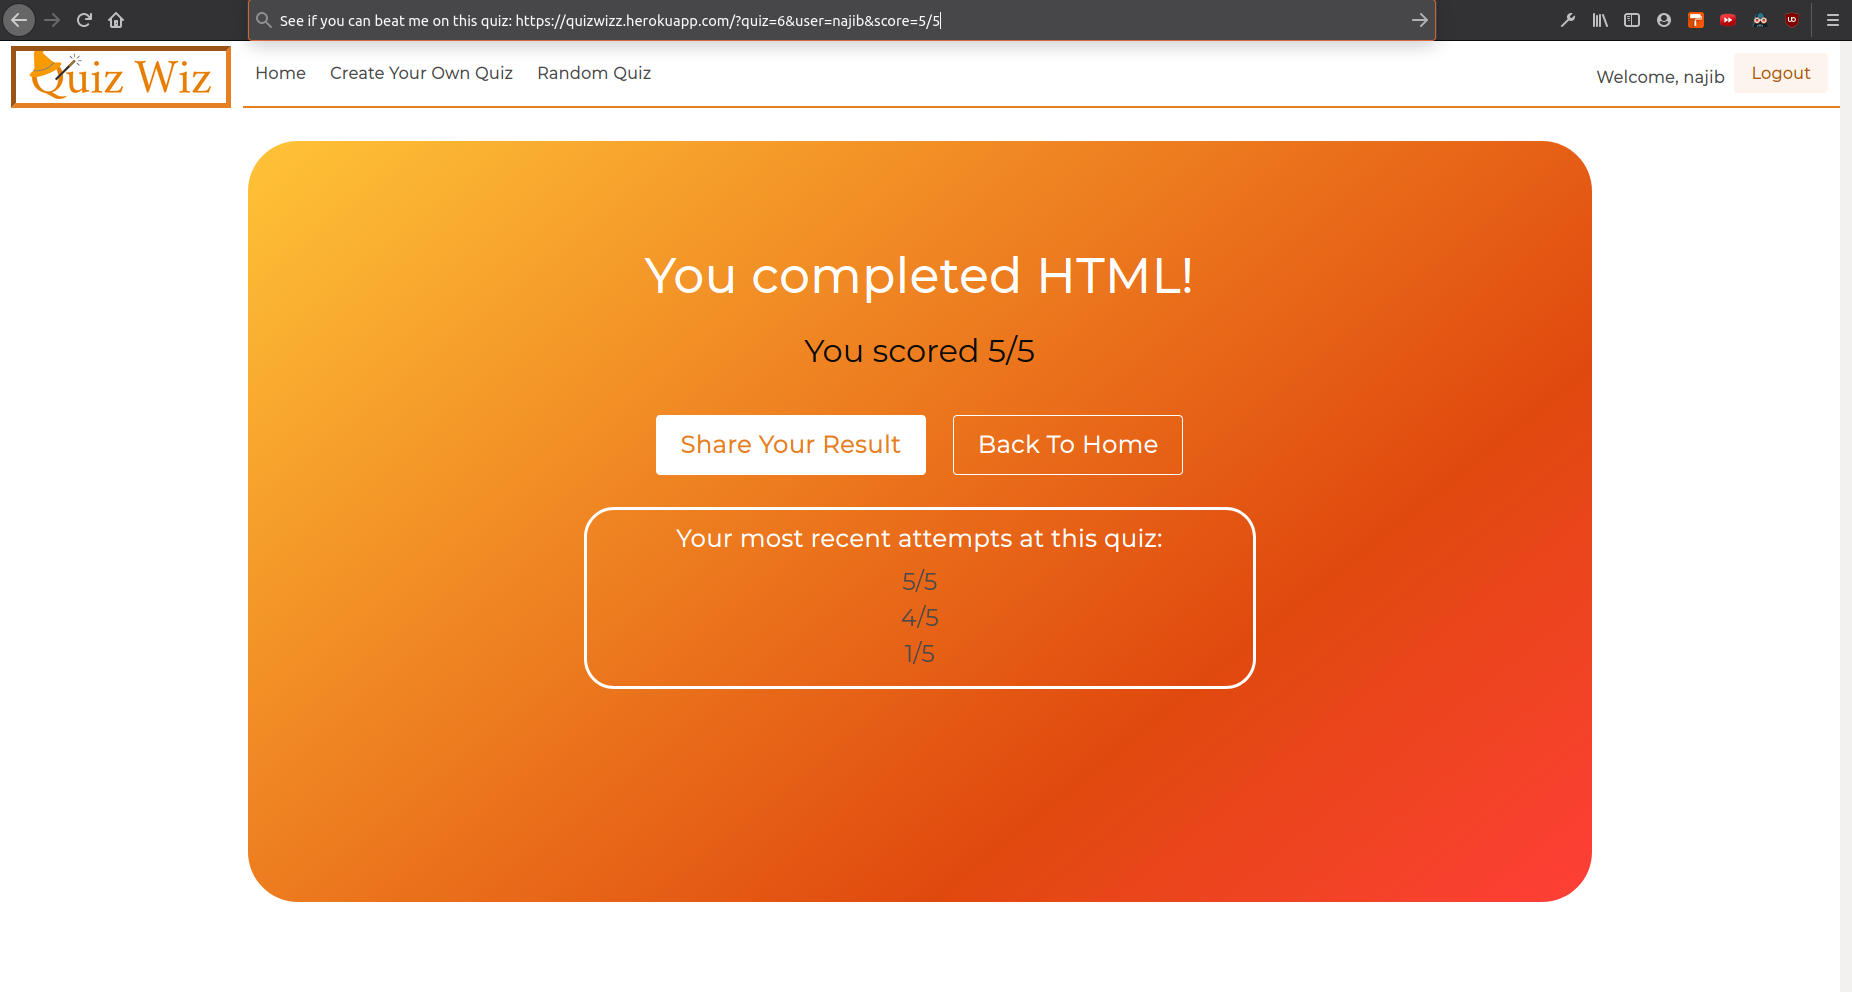 See if you can beat me on this quiz: https://quizwizz.herokuapp.com/?quiz=6&user=najib&score=5/5
Quiz Wiz
Home Create Your Own Quiz Random Quiz
Welcome, najib Logout
You completed HTML!
You scored 5/5
Share Your Result Back To Home
Your most recent attempts at this quiz:
5/5
4/5
1/5